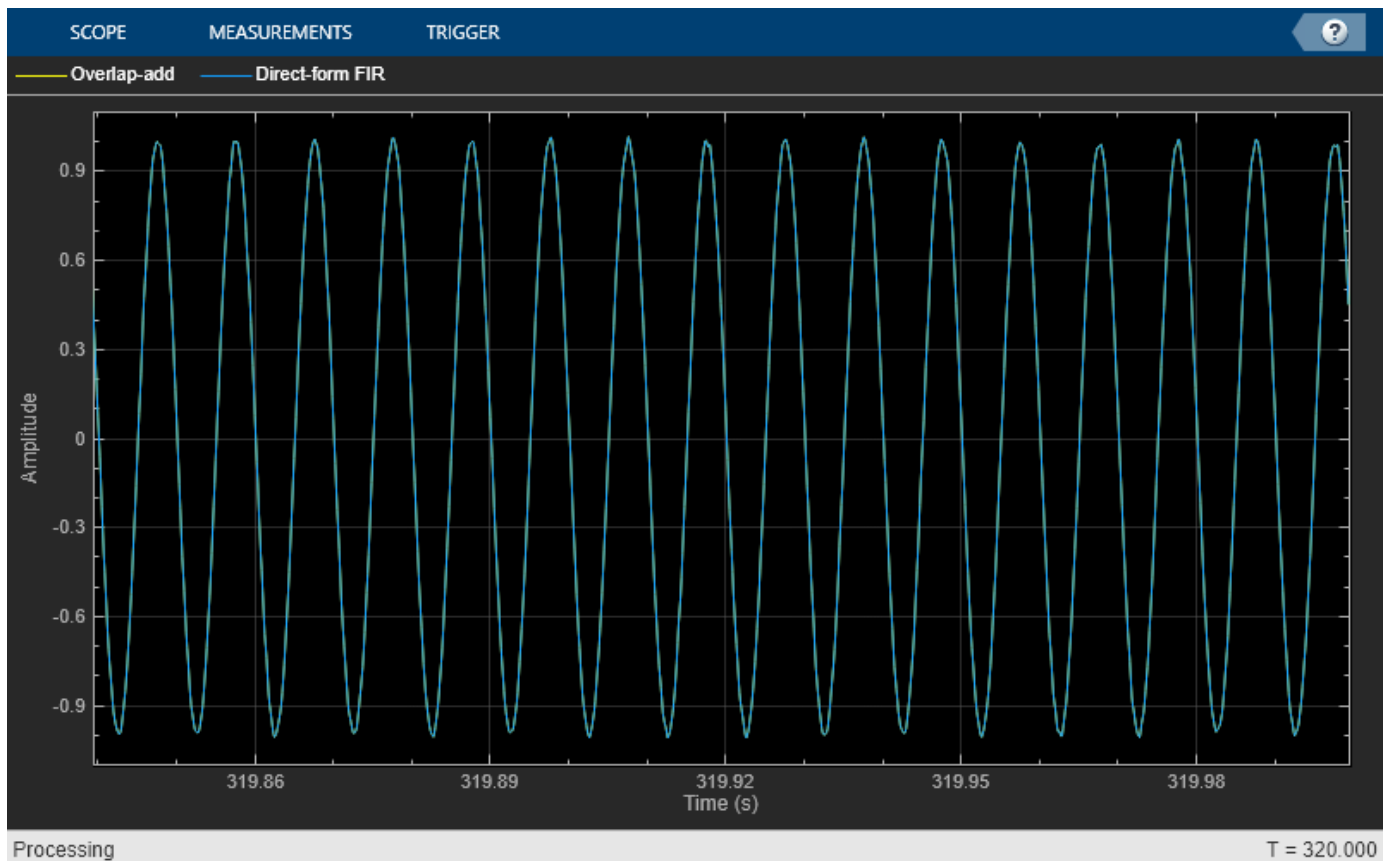 SCOPE MEASUREMENTS TRIGGER ?
Overlap-add Direct-form FIR
0.9
0.6
0.3
0
-0.3
-0.6
-0.9
Amplitude
319.86 319.89 319.92 319.95 319.98
Time (s)
Processing T = 320.000